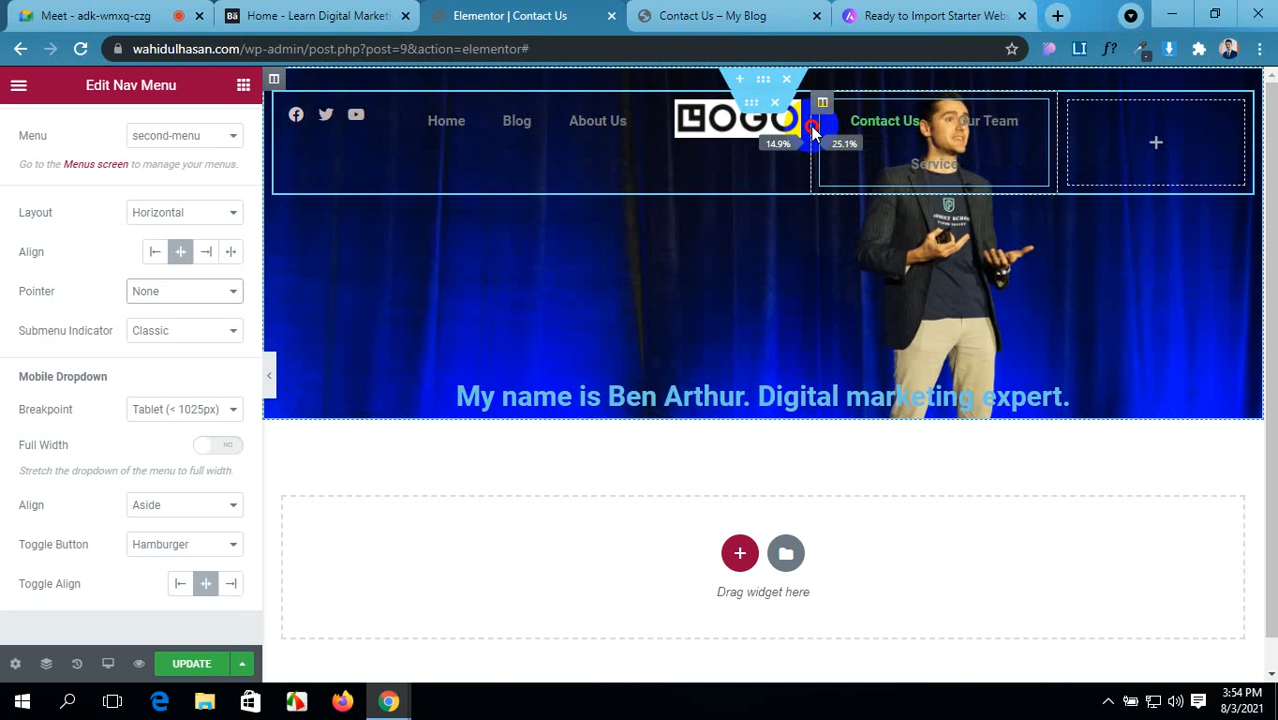 Meet - adk-wmxq-czg
Home - Learn Digital Marketi
Elementor | Contact Us
Contact Us – My Blog
Ready to Import Starter Webs
wahidulhasan.com/wp-admin/post.php?post=9&action=elementor#
Edit Nav Menu
Menu
second-menu
Go to the Menus screen to manage your menus.
Layout
Horizontal
Align
Pointer
None
Submenu Indicator
Classic
Mobile Dropdown
Breakpoint
Tablet (< 1025px)
Full Width
NO
Stretch the dropdown of the menu to full width.
Align
Aside
Toggle Button
Hamburger
Toggle Align
UPDATE
Home
Blog
About Us
LOGO
Contact Us
Our Team
14.9%
25.1%
Service
My name is Ben Arthur. Digital marketing expert.
Drag widget here
3:54 PM
8/3/2021